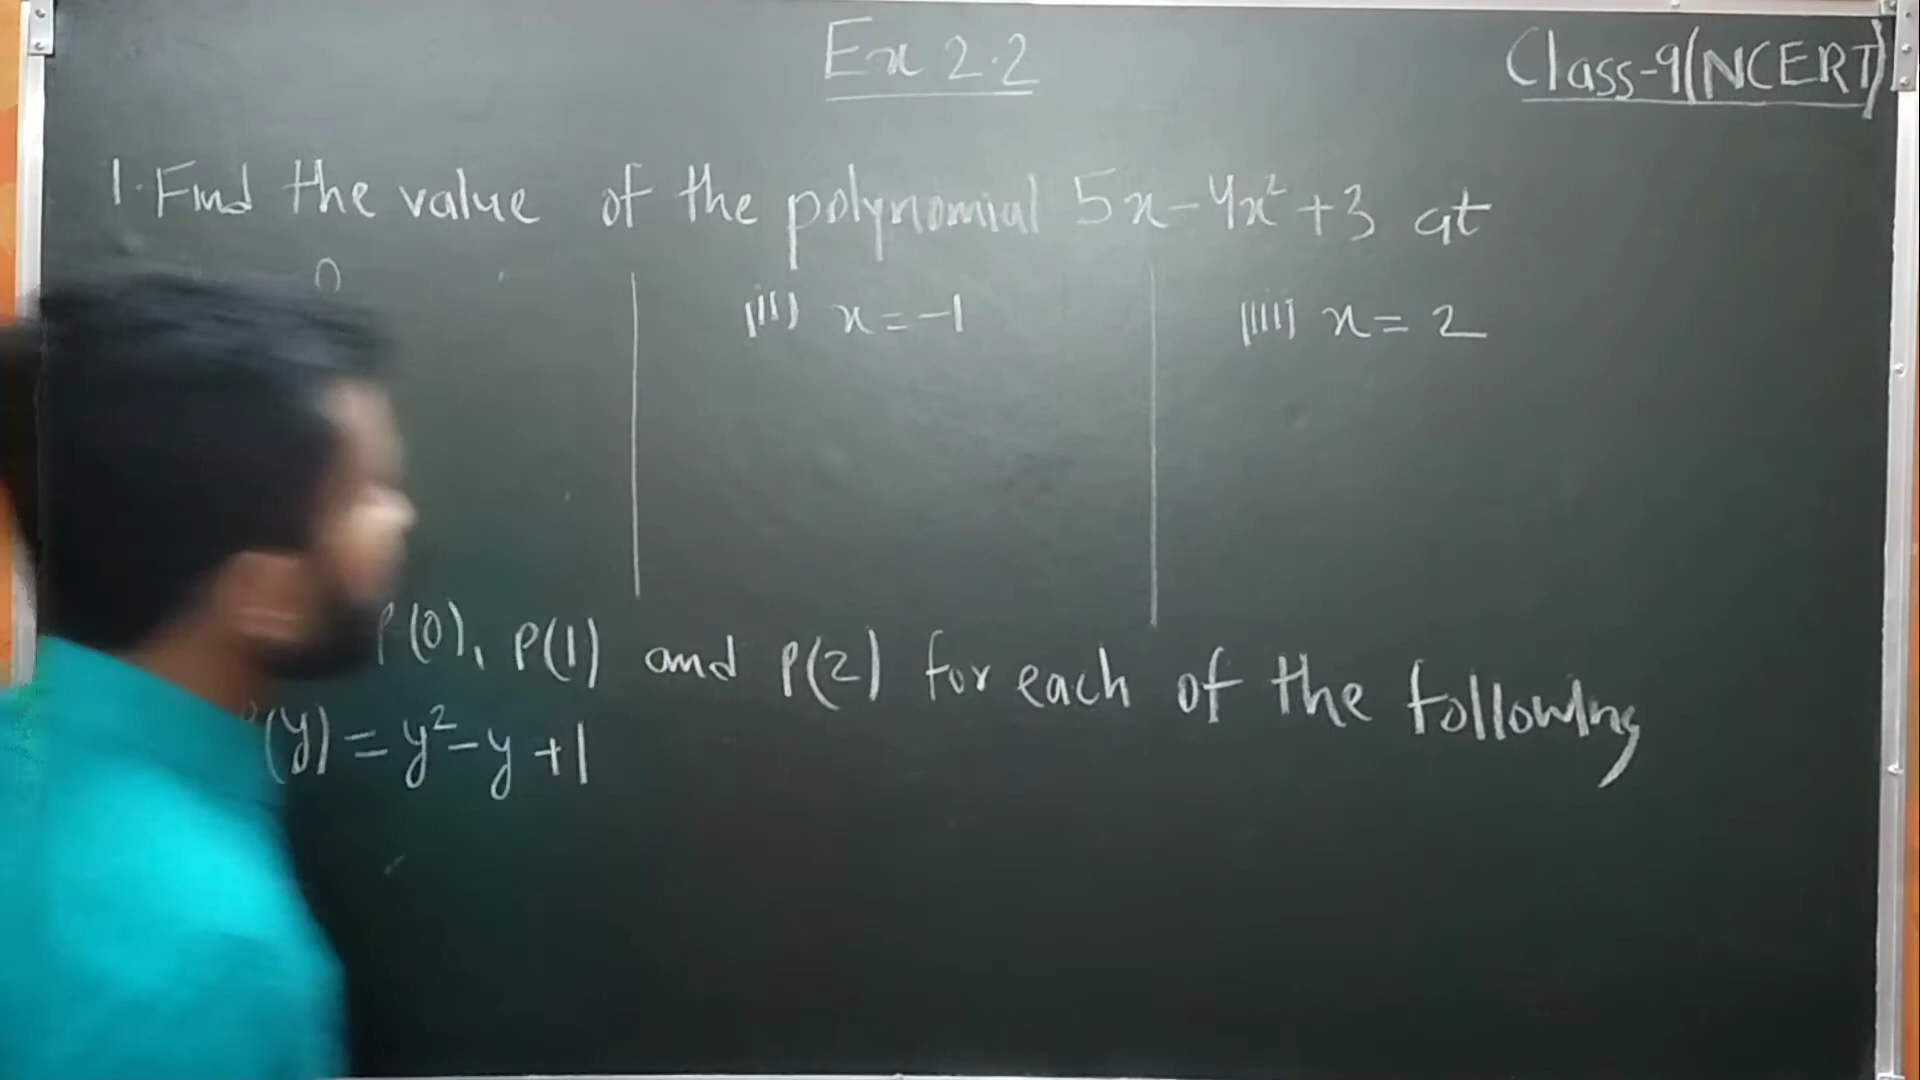 Ex 2.2
Class-9(NCERT)
1. Find the value of the polynomial 5x-4x²+3 at
0
(ii) x=-1
(iii) x=2
P(0), P(1) and P(2) for each of the following
P(y)=y²-y+1